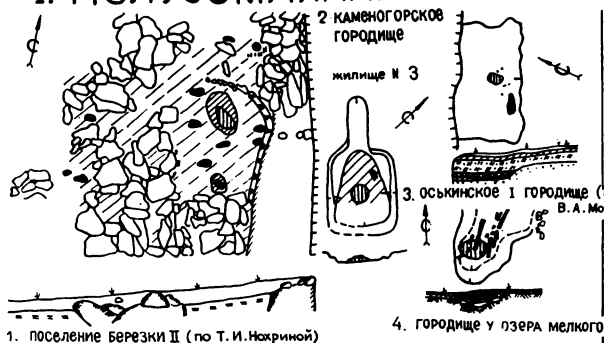 2 КАМЕНОГОРСКОЕ
ГОРОДИЩЕ
ЖИЛИЩЕ N 3
3. ОСЬКИНСКОЕ I ГОРОДИЩЕ (
В.А.Мо
1. ПОСЕЛЕНИЕ БЕРЕЗКИ II (по Т.И.Нохриной)
4. ГОРОДИЩЕ У ОЗЕРА МЕЛКОГО